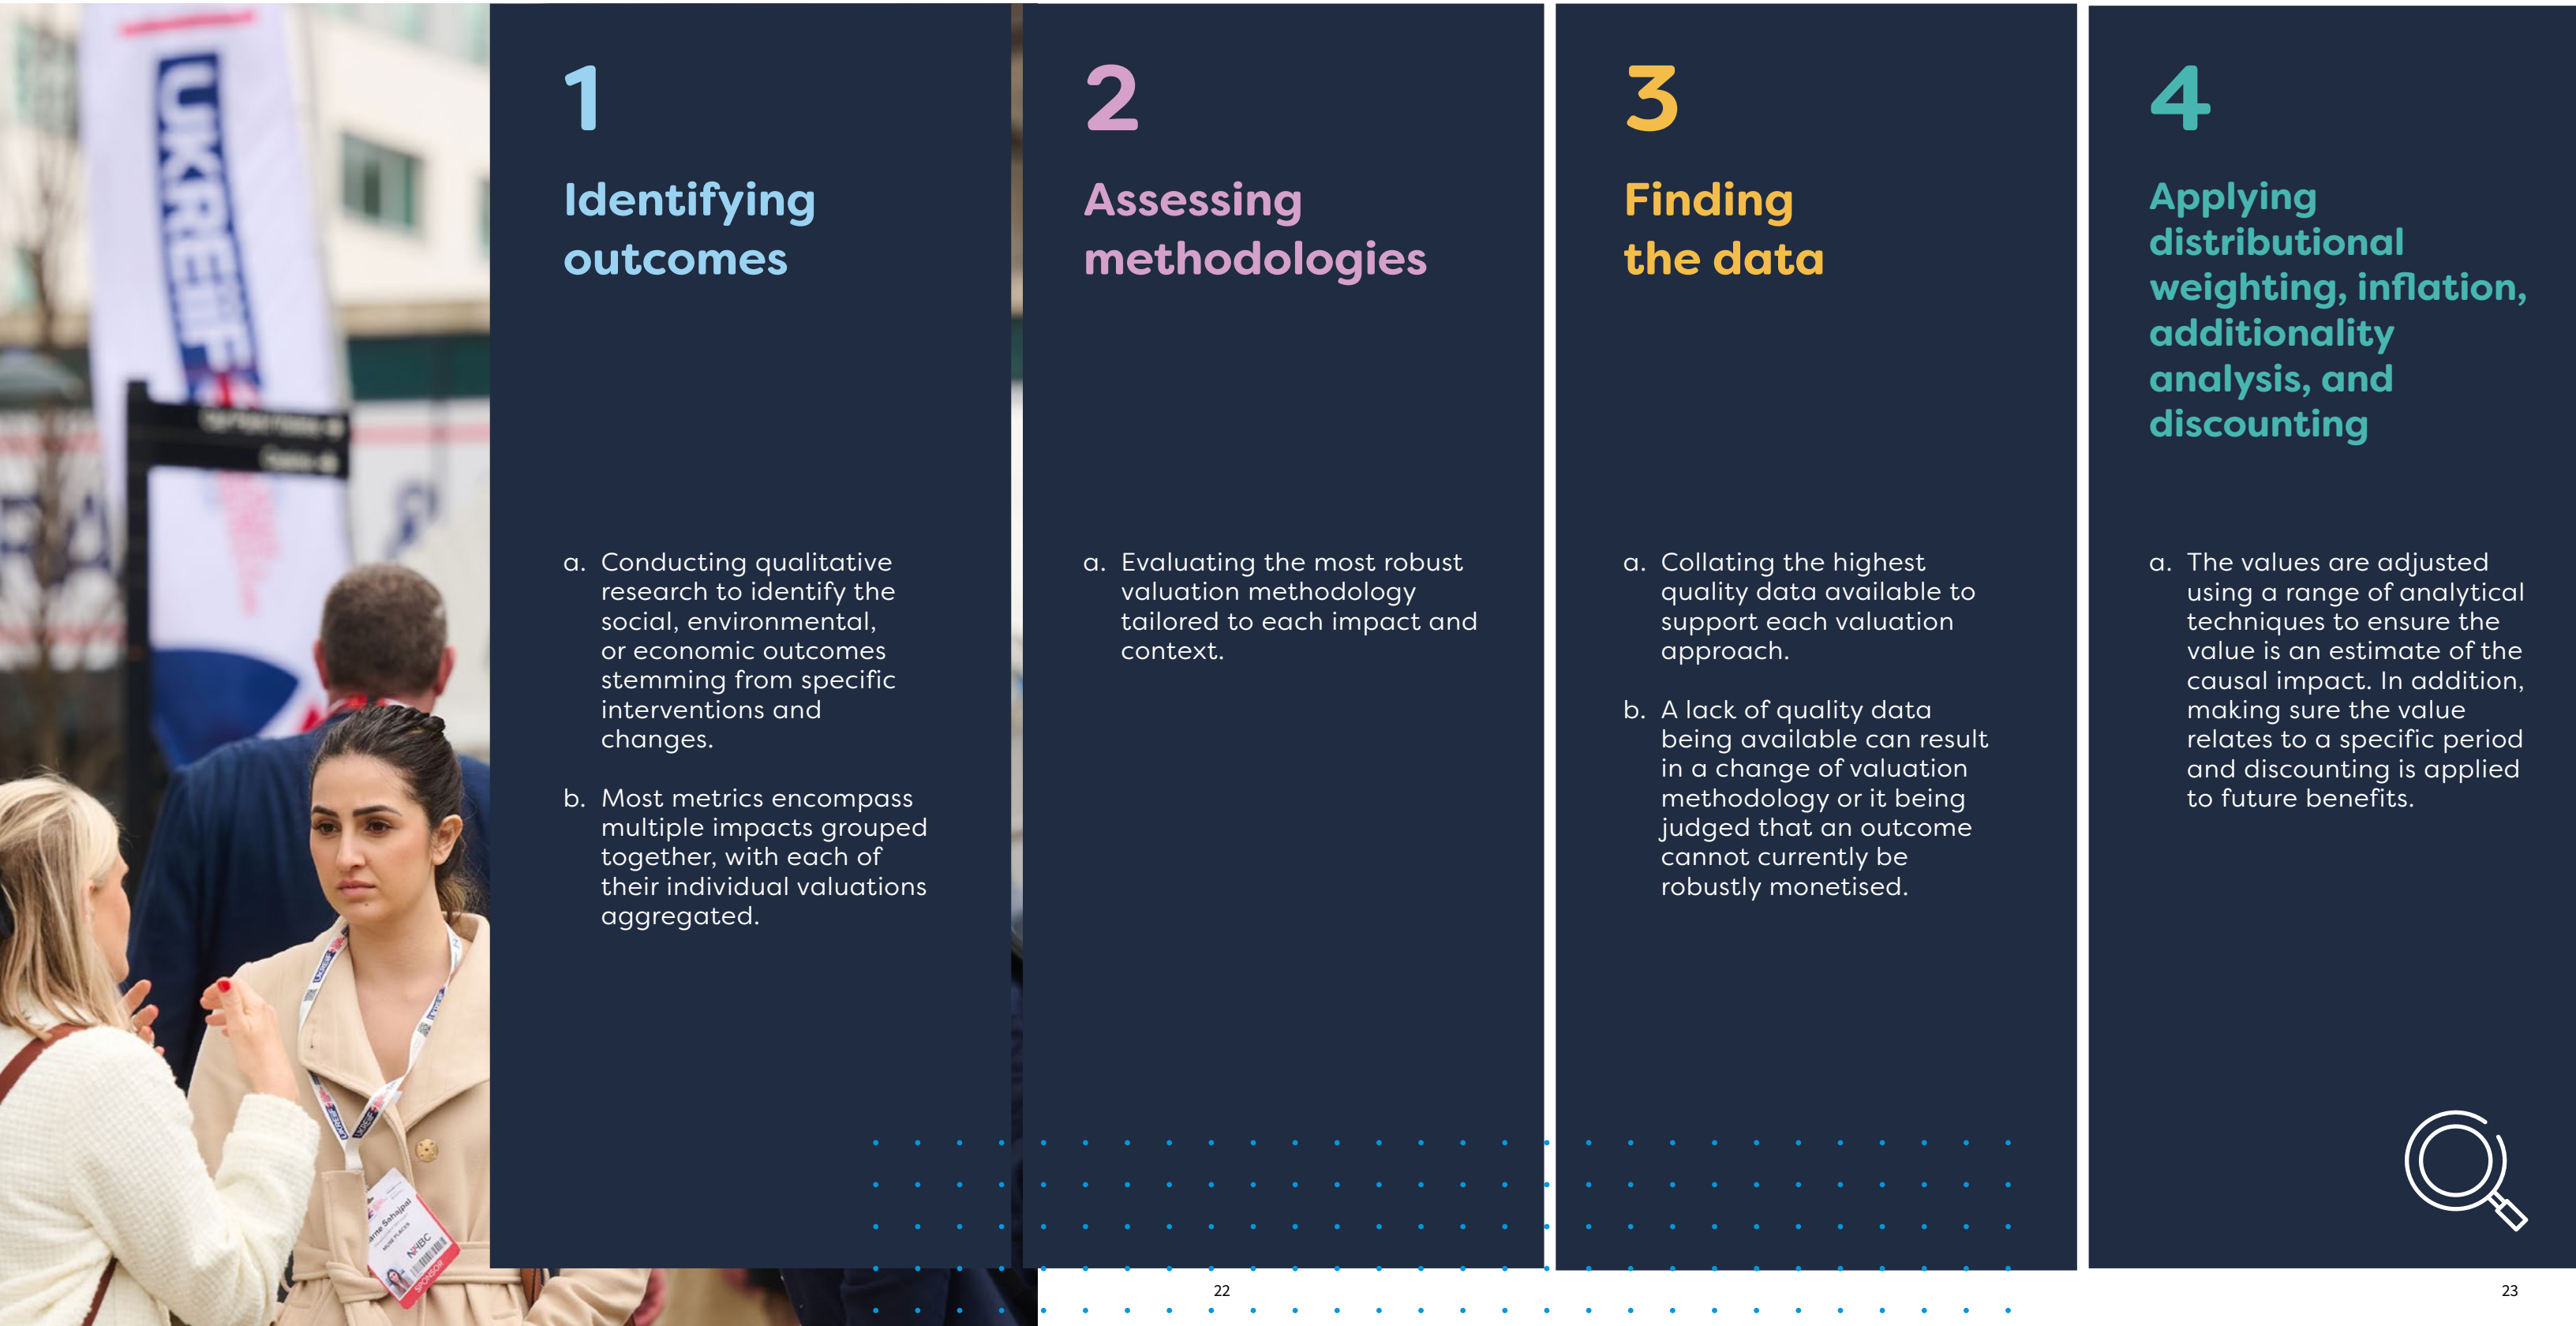 UKREiiF
1
Identifying
outcomes
a. Conducting qualitative
research to identify the
social, environmental,
or economic outcomes
stemming from specific
interventions and
changes.
b. Most metrics encompass
multiple impacts grouped
together, with each of
their individual valuations
aggregated.
2
Assessing
methodologies
a. Evaluating the most robust
valuation methodology
tailored to each impact and
context.
3
Finding
the data
a. Collating the highest
quality data available to
support each valuation
approach.
b. A lack of quality data
being available can result
in a change of valuation
methodology or it being
judged that an outcome
cannot currently be
robustly monetised.
4
Applying
distributional
weighting, inflation,
additionality
analysis, and
discounting
a. The values are adjusted
using a range of analytical
techniques to ensure the
value is an estimate of the
causal impact. In addition,
making sure the value
relates to a specific period
and discounting is applied
to future benefits.
Sahajpal
MUSE PLACES
NHBC
SPONSOR
22
23